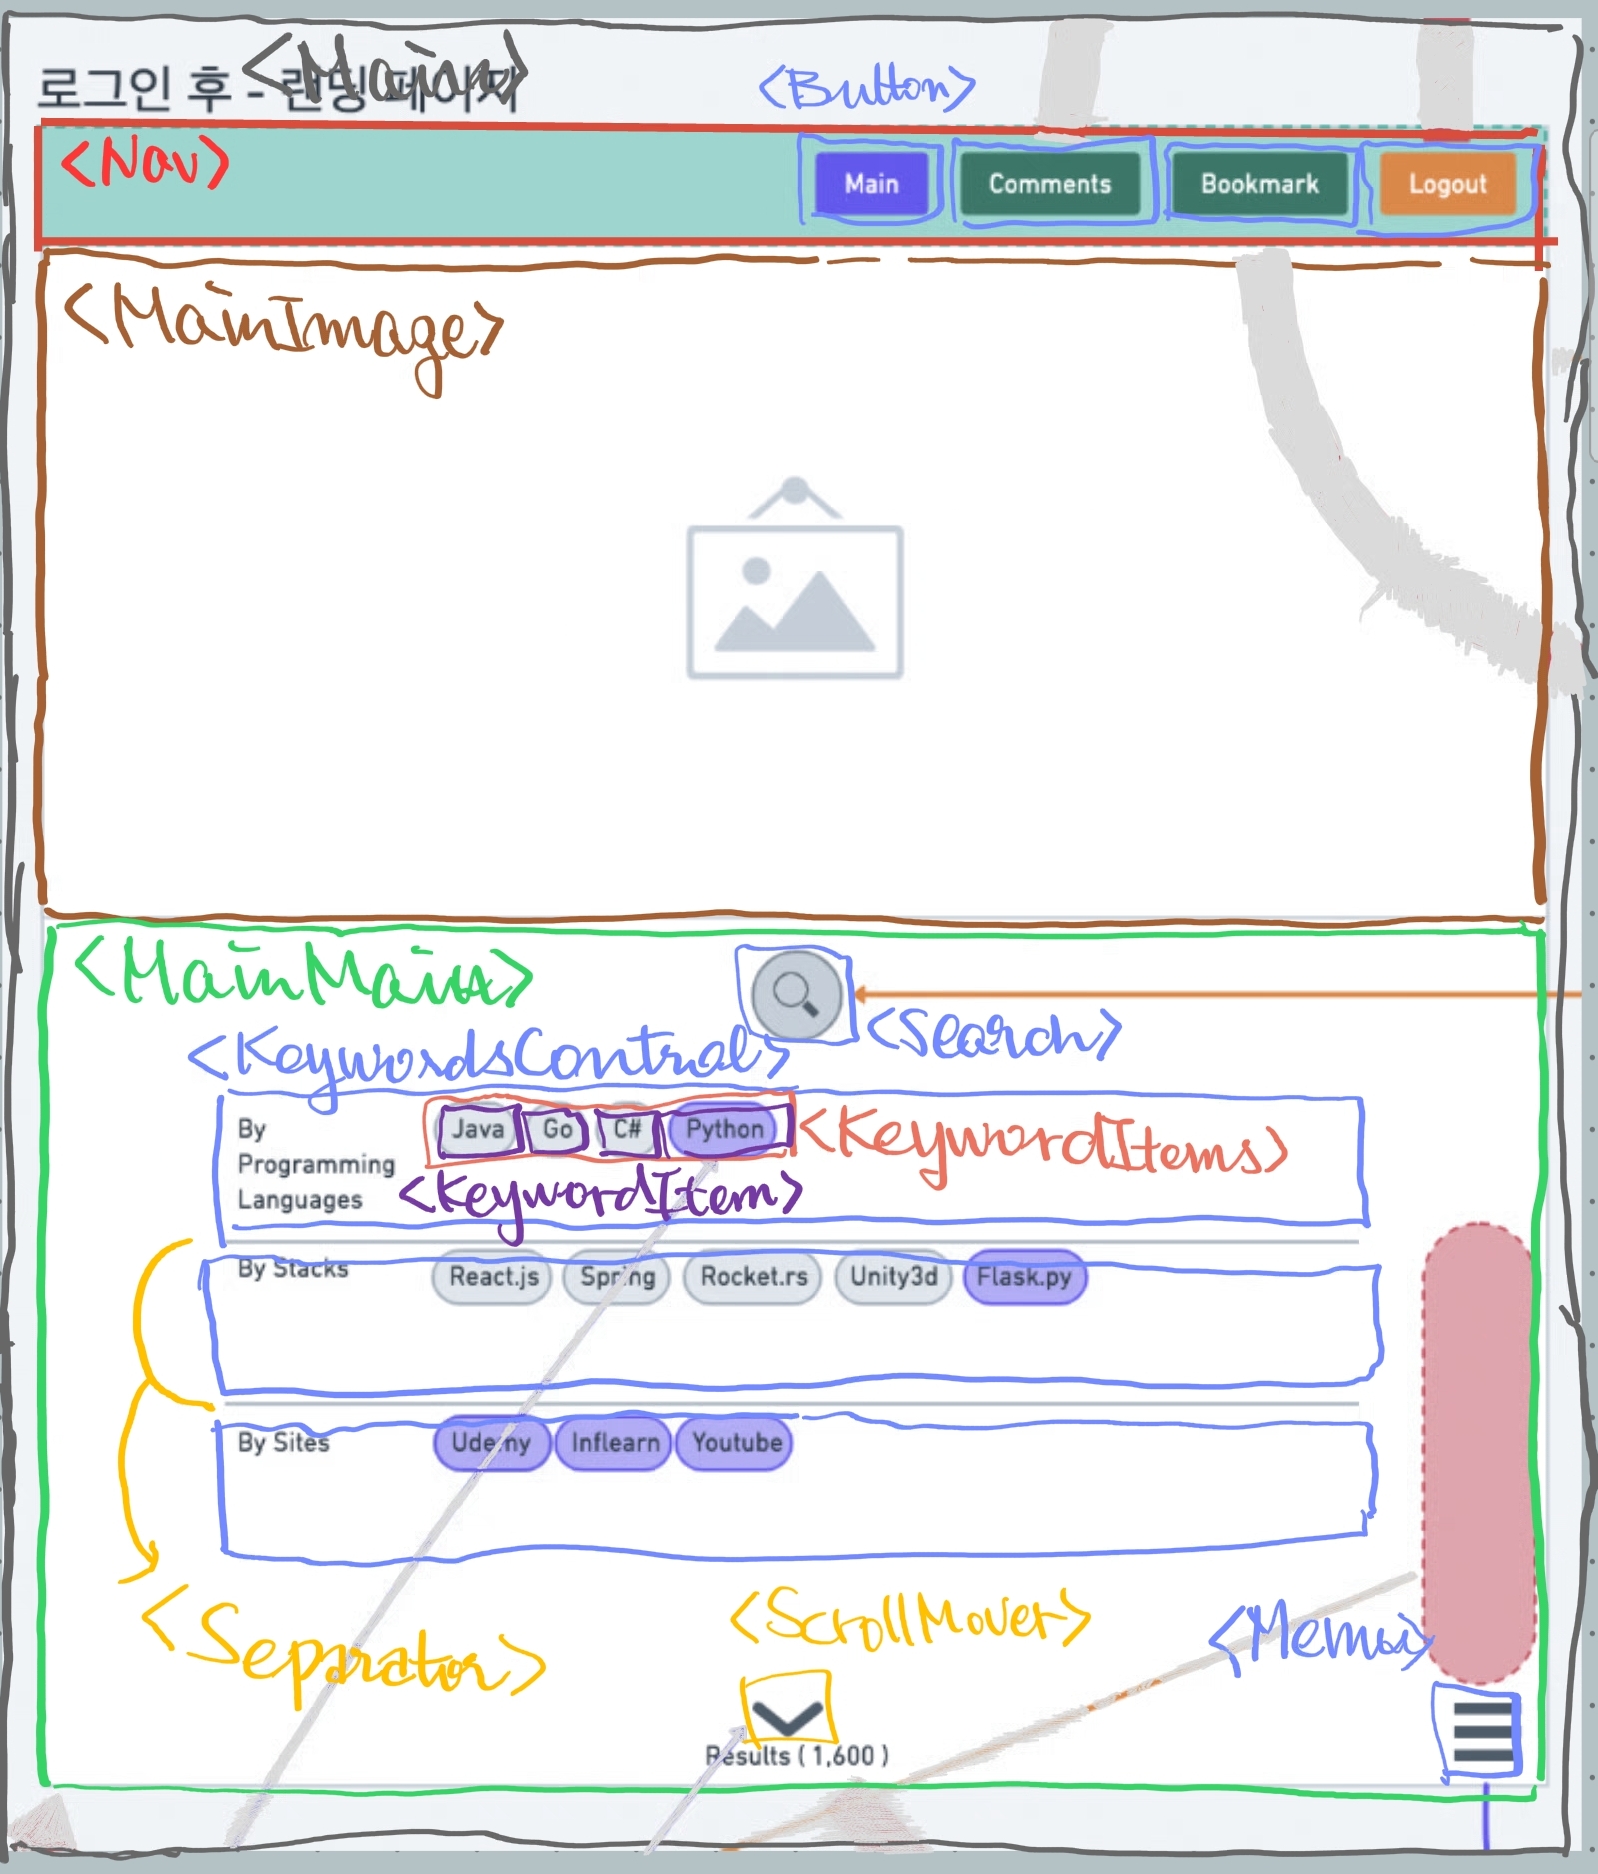 로그인 후 - 랜딩 페이지
<Main>
<Button>
<Nav>
Main Comments Bookmark Logout
<MainImage>
<MainMain>
<Search>
<KeywordsControl>
By Programming Languages
Java Go C# Python
<KeywordItems>
<KeywordItem>
By Stacks React.js Spring Rocket.rs Unity3d Flask.py
By Sites Udemy Inflearn Youtube
<Separator>
<ScrollMover>
Results ( 1,600 )